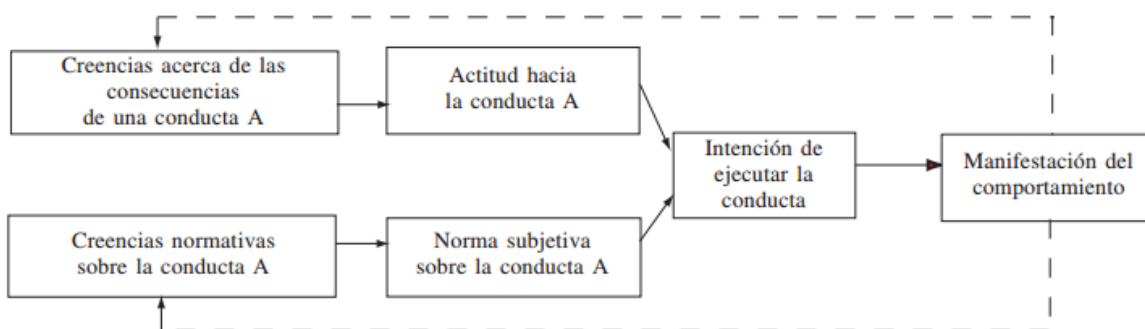 Creencias acerca de las
consecuencias
de una conducta A
Actitud hacia
la conducta A
Intención de
ejecutar la
conducta
Manifestación del
comportamiento
Creencias normativas
sobre la conducta A
Norma subjetiva
sobre la conducta A